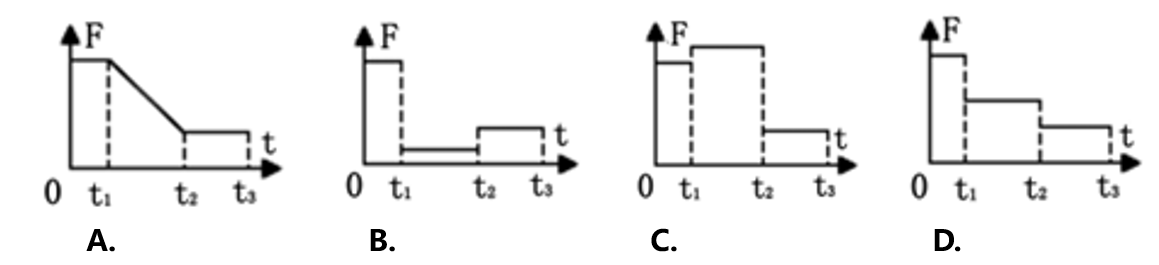 F F F F
t t t t
0 t₁ t₂ t₃ 0 t₁ t₂ t₃ 0 t₁ t₂ t₃ 0 t₁ t₂ t₃
A. B. C. D.